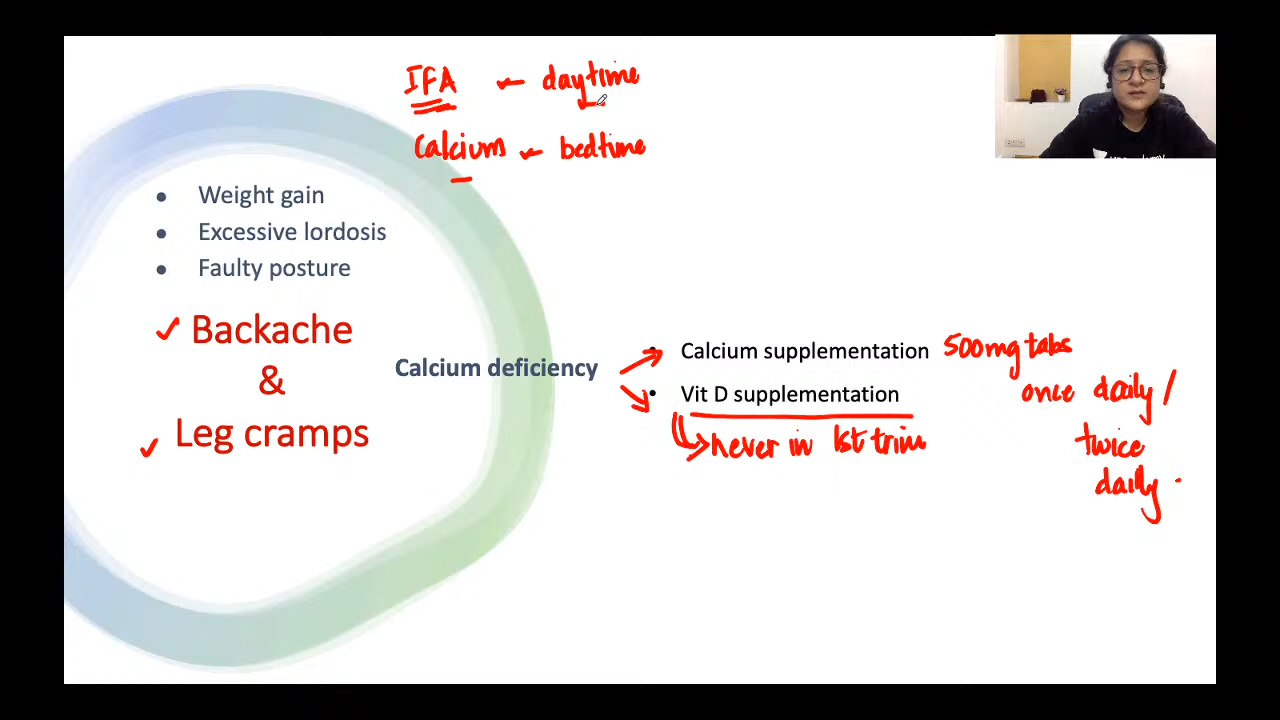 IFA - daytime
Calcium - bedtime
• Weight gain
• Excessive lordosis
• Faulty posture
✓ Backache
&
✓ Leg cramps
Calcium deficiency
• Calcium supplementation 500mg tabs
once daily /
twice
daily.
• Vit D supplementation
never in 1st trim